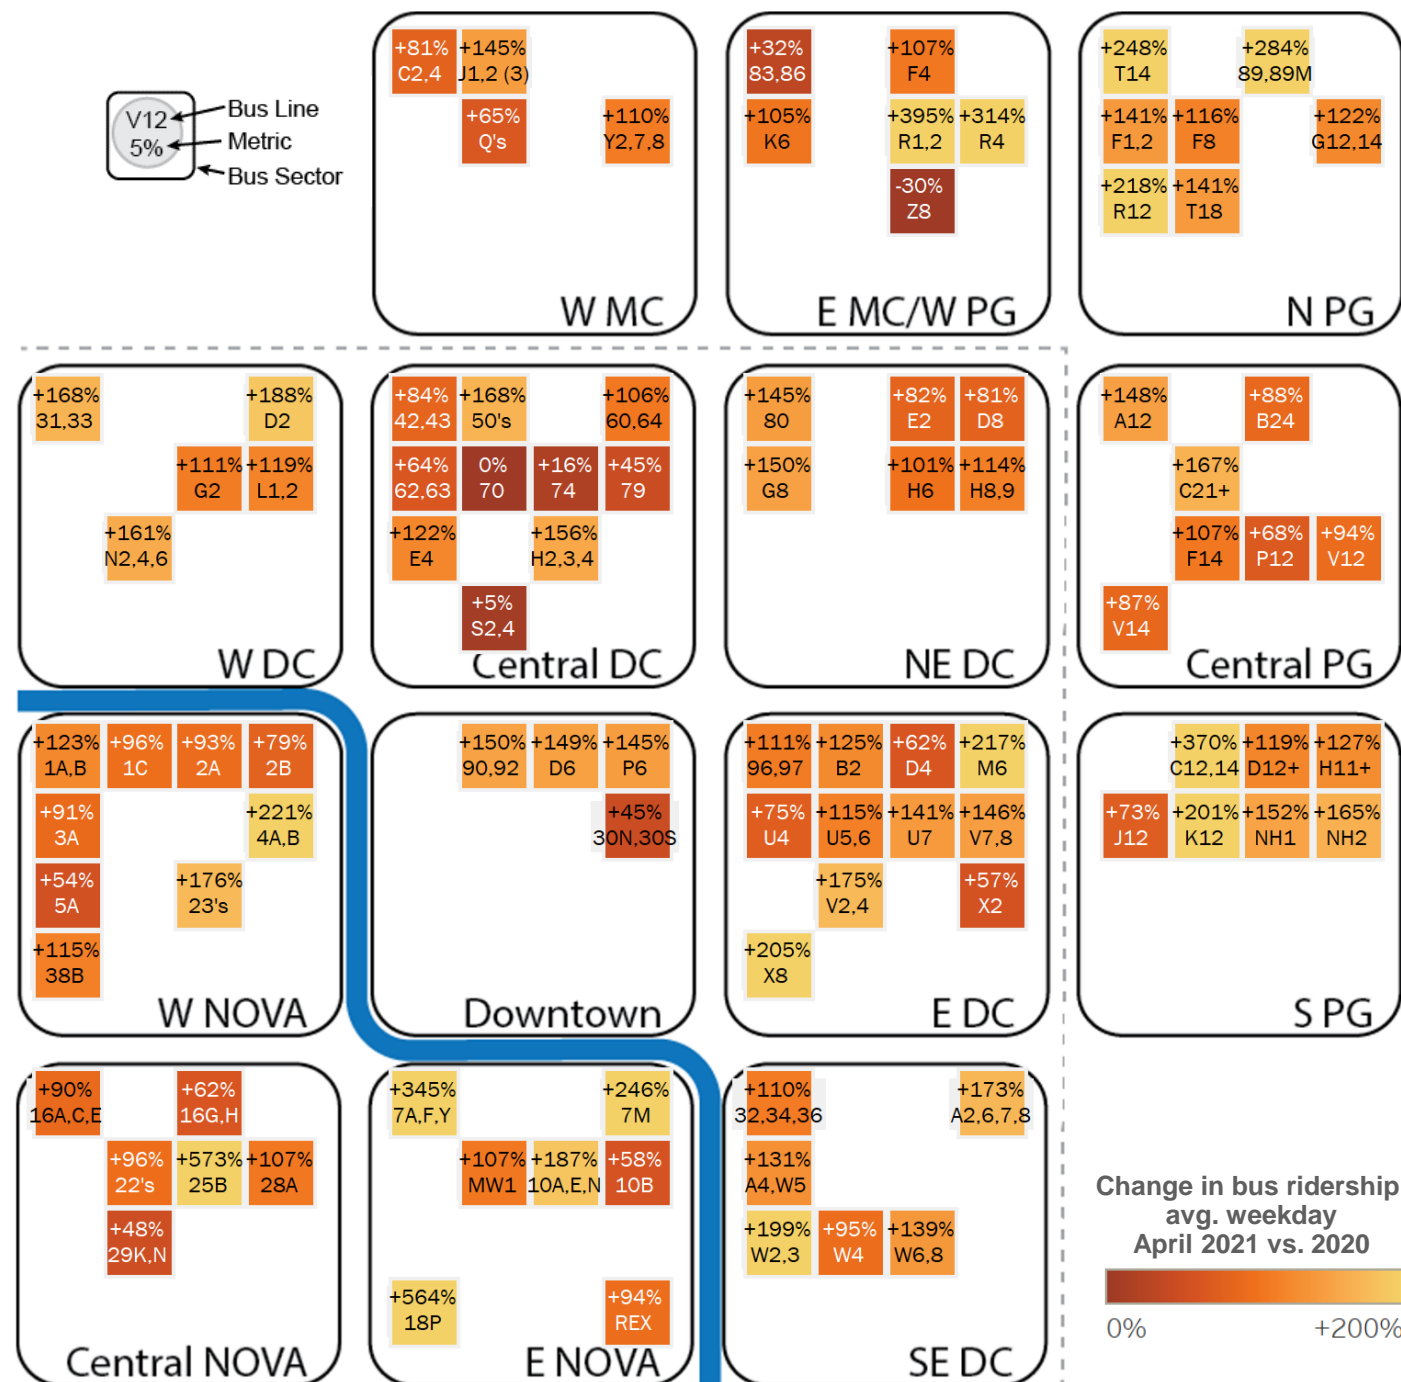 V12
5%
Bus Line
Metric
Bus Sector
+81%
C2,4
+145%
J1,2 (3)
+65%
Q's
+110%
Y2,7,8
W MC
+32%
83,86
+107%
F4
+105%
K6
+395%
R1,2
+314%
R4
-30%
Z8
E MC/W PG
+248%
T14
+284%
89,89M
+141%
F1,2
+116%
F8
+122%
G12,14
+218%
R12
+141%
T18
N PG
+168%
31,33
+188%
D2
+111%
G2
+119%
L1,2
+161%
N2,4,6
W DC
+84%
42,43
+168%
50's
+106%
60,64
+64%
62,63
0%
70
+16%
74
+45%
79
+122%
E4
+156%
H2,3,4
+5%
S2,4
Central DC
+145%
80
+82%
E2
+81%
D8
+150%
G8
+101%
H6
+114%
H8,9
NE DC
+148%
A12
+88%
B24
+167%
C21+
+107%
F14
+68%
P12
+94%
V12
+87%
V14
Central PG
+123%
1A,B
+96%
1C
+93%
2A
+79%
2B
+91%
3A
+221%
4A,B
+54%
5A
+176%
23's
+115%
38B
W NOVA
+150%
90,92
+149%
D6
+145%
P6
+45%
30N,30S
Downtown
+111%
96,97
+125%
B2
+62%
D4
+217%
M6
+75%
U4
+115%
U5,6
+141%
U7
+146%
V7,8
+175%
V2,4
+57%
X2
+205%
X8
E DC
+370%
C12,14
+119%
D12+
+127%
H11+
+73%
J12
+201%
K12
+152%
NH1
+165%
NH2
S PG
+90%
16A,C,E
+62%
16G,H
+96%
22's
+573%
25B
+107%
28A
+48%
29K,N
Central NOVA
+345%
7A,F,Y
+246%
7M
+107%
MW1
+187%
10A,E,N
+58%
10B
+564%
18P
+94%
REX
E NOVA
+110%
32,34,36
+173%
A2,6,7,8
+131%
A4,W5
+199%
W2,3
+95%
W4
+139%
W6,8
SE DC
Change in bus ridership
avg. weekday
April 2021 vs. 2020
0%
+200%